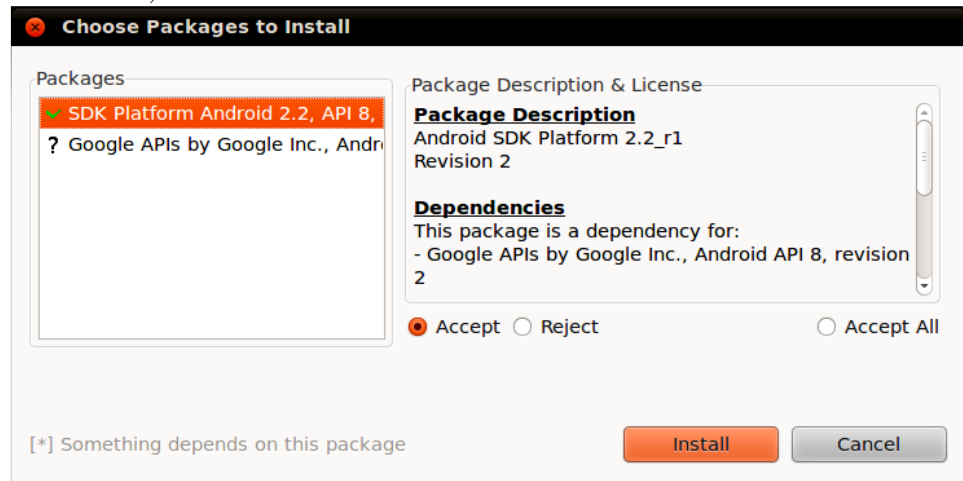 Choose Packages to Install
Packages
SDK Platform Android 2.2, API 8,
? Google APIs by Google Inc., Andr
Package Description & License
Package Description
Android SDK Platform 2.2_r1
Revision 2
Dependencies
This package is a dependency for:
- Google APIs by Google Inc., Android API 8, revision
2
Accept Reject Accept All
[*] Something depends on this package
Install Cancel